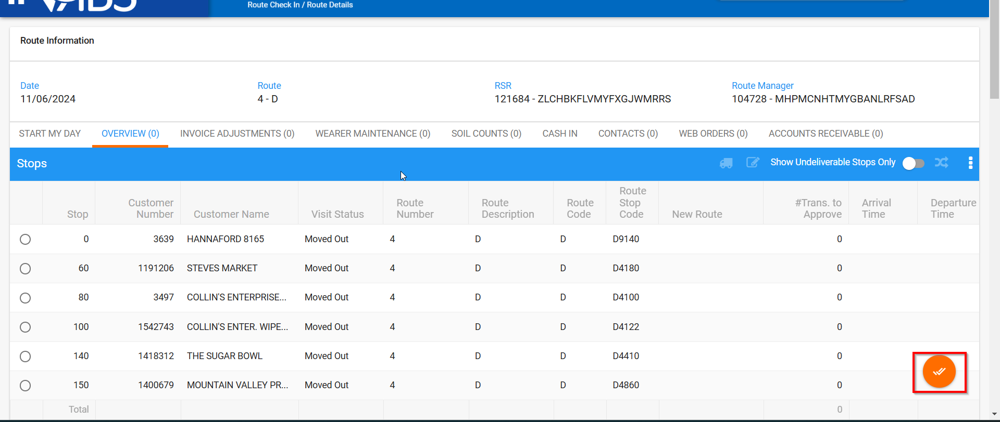 Route Check In / Route Details
Route Information
Date
11/06/2024
Route
4 - D
RSR
121684 - ZLCHBKFLVMYFXGJWMRRS
Route Manager
104728 - MHPMCNHTMYGBANLRFSAD
START MY DAY OVERVIEW (0) INVOICE ADJUSTMENTS (0) WEARER MAINTENANCE (0) SOIL COUNTS (0) CASH IN CONTACTS (0) WEB ORDERS (0) ACCOUNTS RECEIVABLE (0)
Stops Show Undeliverable Stops Only
Stop
Customer
Number
Customer Name
Visit Status
Route
Number
Route
Description
Route
Code
Route
Stop
Code
New Route
#Trans. to
Approve
Arrival
Time
Departure
Time
0 3639 HANNAFORD 8165 Moved Out 4 D D D9140 0
60 1191206 STEVES MARKET Moved Out 4 D D D4180 0
80 3497 COLLIN'S ENTERPRISE... Moved Out 4 D D D4100 0
100 1542743 COLLIN'S ENTER. WIPE... Moved Out 4 D D D4122 0
140 1418312 THE SUGAR BOWL Moved Out 4 D D D4410 0
150 1400679 MOUNTAIN VALLEY PR... Moved Out 4 D D D4860 0
Total 0